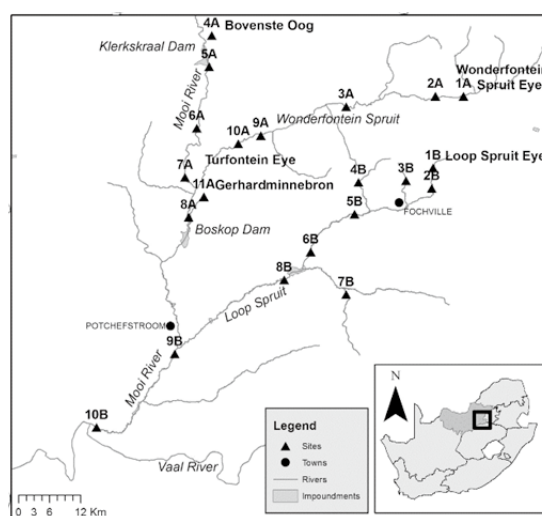 4A Bovenste Oog
Klerkskraal Dam
5A
Mooi River
6A
Wonderfontein
2A 1A Spruit Eye
3A
Wonderfontein Spruit
9A
10A
Turfontein Eye
7A
11A Gerhardminnebron
8A
Boskop Dam
1B Loop Spruit Eye
4B 3B 2B
5B
FOCHVILLE
6B
8B
7B
Loop Spruit
POTCHEFSTROOM
9B
Mooi River
10B
Vaal River
0 3 6 12 Km
Legend
Sites
Towns
Rivers
Impoundments
N